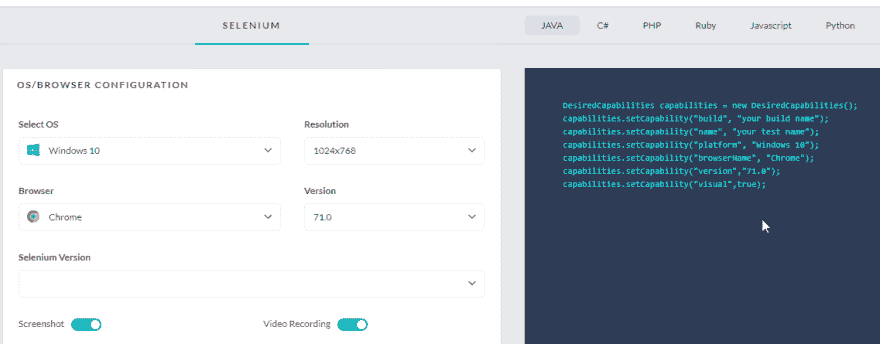 SELENIUM
JAVA C# PHP Ruby Javascript Python
OS/BROWSER CONFIGURATION
Select OS Resolution
Windows 10 1024x768
Browser Version
Chrome 71.0
Selenium Version
Screenshot Video Recording
DesiredCapabilities capabilities = new DesiredCapabilities();
capabilities.setCapability("build", "your build name");
capabilities.setCapability("name", "your test name");
capabilities.setCapability("platform", "Windows 10");
capabilities.setCapability("browserName", "Chrome");
capabilities.setCapability("version","71.0");
capabilities.setCapability("visual",true);